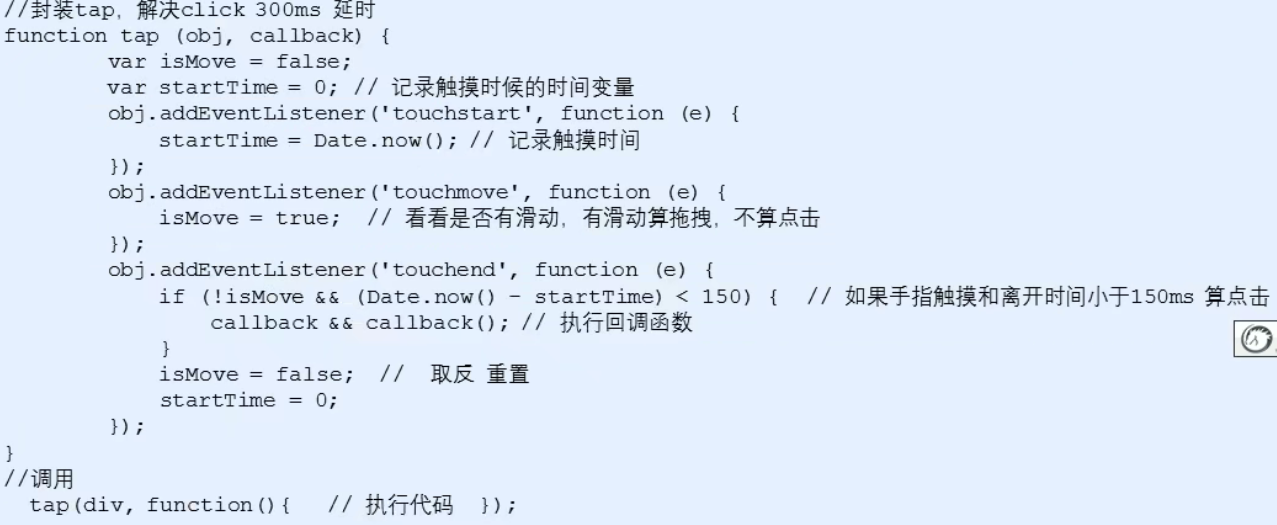 //封装tap，解决click 300ms 延时
function tap (obj, callback) {
        var isMove = false;
        var startTime = 0; // 记录触摸时候的时间变量
        obj.addEventListener('touchstart', function (e) {
            startTime = Date.now(); // 记录触摸时间
        });
        obj.addEventListener('touchmove', function (e) {
            isMove = true;  // 看看是否有滑动，有滑动算拖拽，不算点击
        });
        obj.addEventListener('touchend', function (e) {
            if (!isMove && (Date.now() - startTime) < 150) {  // 如果手指触摸和离开时间小于150ms 算点击
                callback && callback(); // 执行回调函数
            }
            isMove = false;  //  取反 重置
            startTime = 0;
        });
}
//调用
  tap(div, function(){   // 执行代码  });